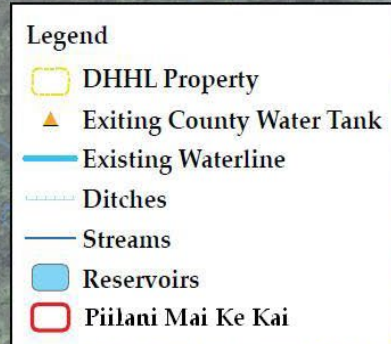 Legend
DHHL Property
Exiting County Water Tank
Existing Waterline
Ditches
Streams
Reservoirs
Piilani Mai Ke Kai